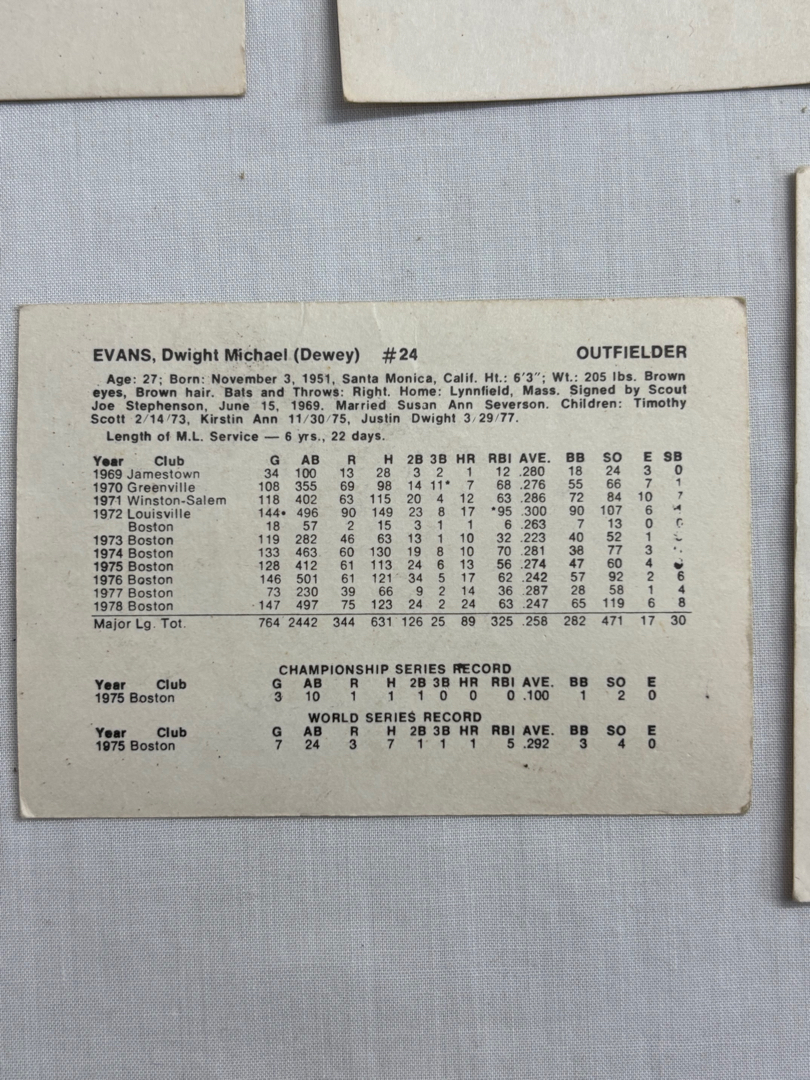 EVANS, Dwight Michael (Dewey) #24 OUTFIELDER
Age: 27; Born: November 3, 1951, Santa Monica, Calif. Ht.: 6'3"; Wt.: 205 lbs. Brown
eyes, Brown hair. Bats and Throws: Right. Home: Lynnfield, Mass. Signed by Scout
Joe Stephenson, June 15, 1969. Married Susan Ann Severson. Children: Timothy
Scott 2/14/73, Kirstin Ann 11/30/75, Justin Dwight 3/29/77.
Length of M.L. Service — 6 yrs., 22 days.
Year Club G AB R H 2B 3B HR RBI AVE. BB SO E SB
1969 Jamestown 34 100 13 28 3 2 1 12 .280 18 24 3 0
1970 Greenville 108 355 69 98 14 11* 7 68 .276 55 66 7 1
1971 Winston-Salem 118 402 63 115 20 4 12 63 .286 72 84 10 7
1972 Louisville 144• 496 90 149 23 8 17 *95 .300 90 107 6
Boston 18 57 2 15 3 1 1 6 .263 7 13 0
1973 Boston 119 282 46 63 13 1 10 32 .223 40 52 1
1974 Boston 133 463 60 130 19 8 10 70 .281 38 77 3
1975 Boston 128 412 61 113 24 6 13 56 .274 47 60 4
1976 Boston 146 501 61 121 34 5 17 62 .242 57 92 2 6
1977 Boston 73 230 39 66 9 2 14 36 .287 28 58 1 4
1978 Boston 147 497 75 123 24 2 24 63 .247 65 119 6 8
Major Lg. Tot. 764 2442 344 631 126 25 89 325 .258 282 471 17 30
CHAMPIONSHIP SERIES RECORD
Year Club G AB R H 2B 3B HR RBI AVE. BB SO E
1975 Boston 3 10 1 1 1 0 0 0 .100 1 2 0
WORLD SERIES RECORD
Year Club G AB R H 2B 3B HR RBI AVE. BB SO E
1975 Boston 7 24 3 7 1 1 1 5 .292 3 4 0